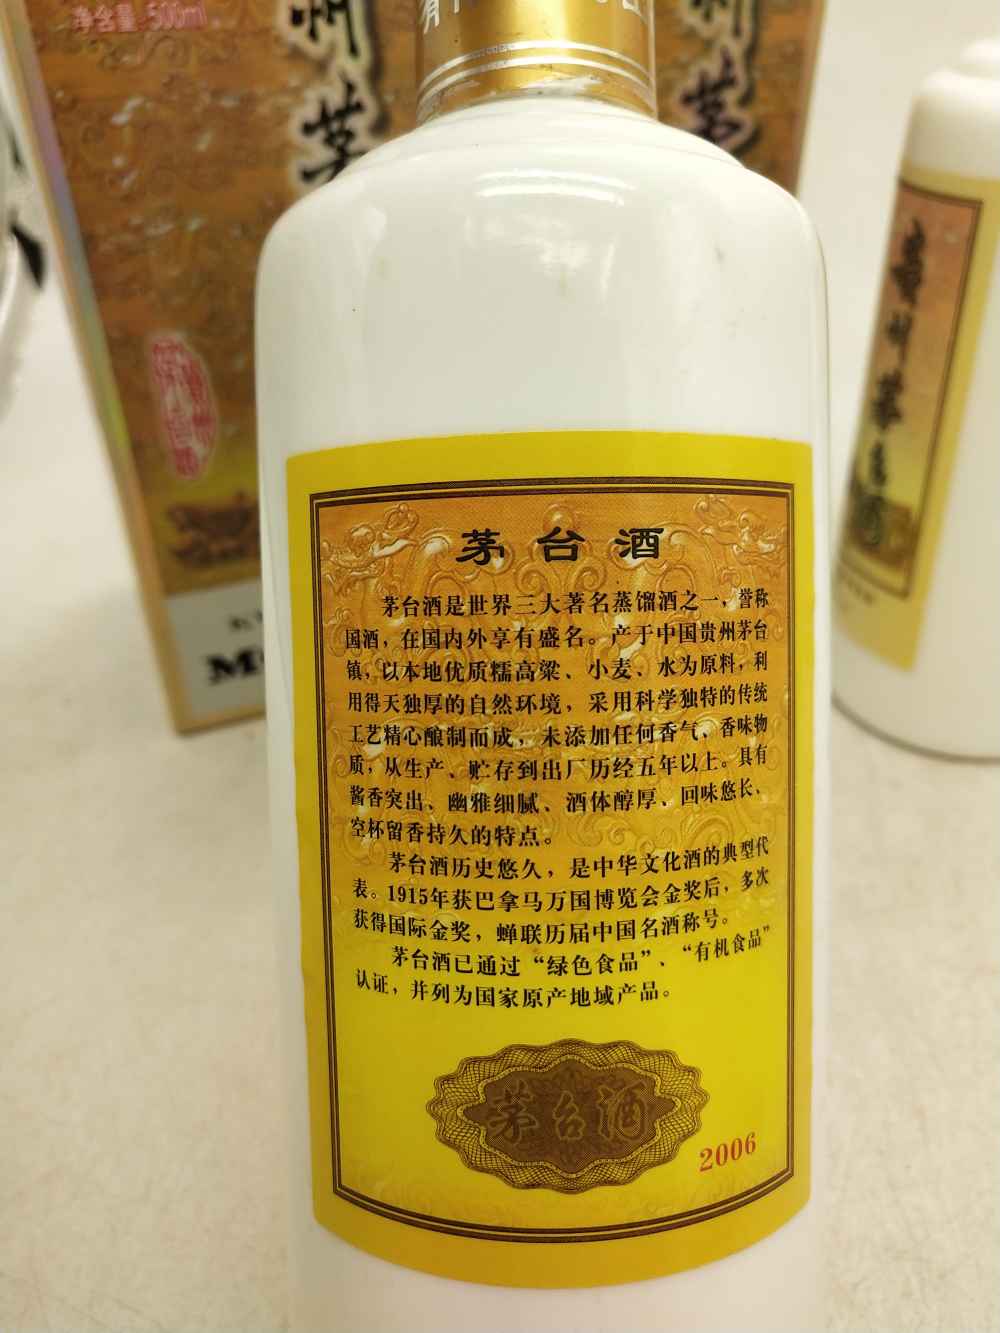 净含量:500ml
州茅
茅
贵州茅台酒
茅台酒
茅台酒是世界三大著名蒸馏酒之一，誉称
国酒，在国内外享有盛名。产于中国贵州茅台
镇，以本地优质糯高粱、小麦、水为原料，利
用得天独厚的自然环境，采用科学独特的传统
工艺精心酿制而成，未添加任何香气、香味物
质，从生产、贮存到出厂历经五年以上。具有
酱香突出、幽雅细腻、酒体醇厚、回味悠长、
空杯留香持久的特点。
茅台酒历史悠久，是中华文化酒的典型代
表。1915年获巴拿马万国博览会金奖后，多次
获得国际金奖，蝉联历届中国名酒称号。
茅台酒已通过“绿色食品”、“有机食品”
认证，并列为国家原产地域产品。
茅台酒
2006